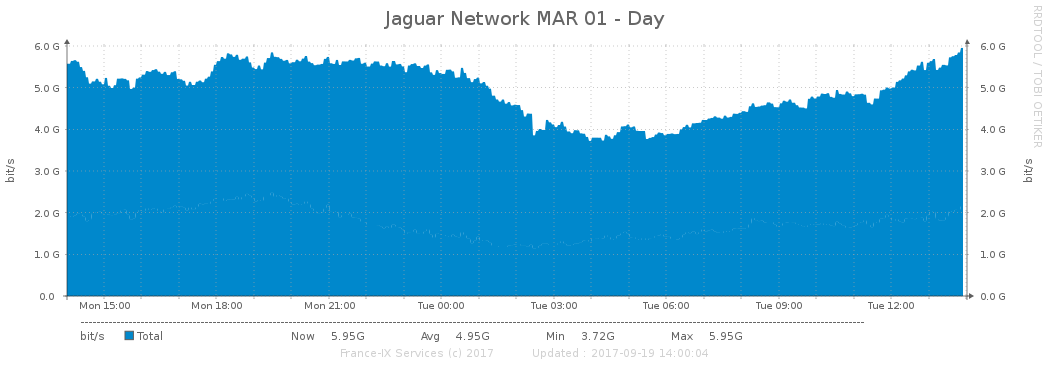 Jaguar Network MAR 01 - Day
RRDTOOL / TOBI OETIKER
6.0 G 6.0 G
5.0 G 5.0 G
4.0 G 4.0 G
3.0 G 3.0 G
2.0 G 2.0 G
1.0 G 1.0 G
0.0 0.0 G
bit/s bit/s
Mon 15:00 Mon 18:00 Mon 21:00 Tue 00:00 Tue 03:00 Tue 06:00 Tue 09:00 Tue 12:00
bit/s Total Now 5.95G Avg 4.95G Min 3.72G Max 5.95G
France-IX Services (c) 2017 Updated : 2017-09-19 14:00:04